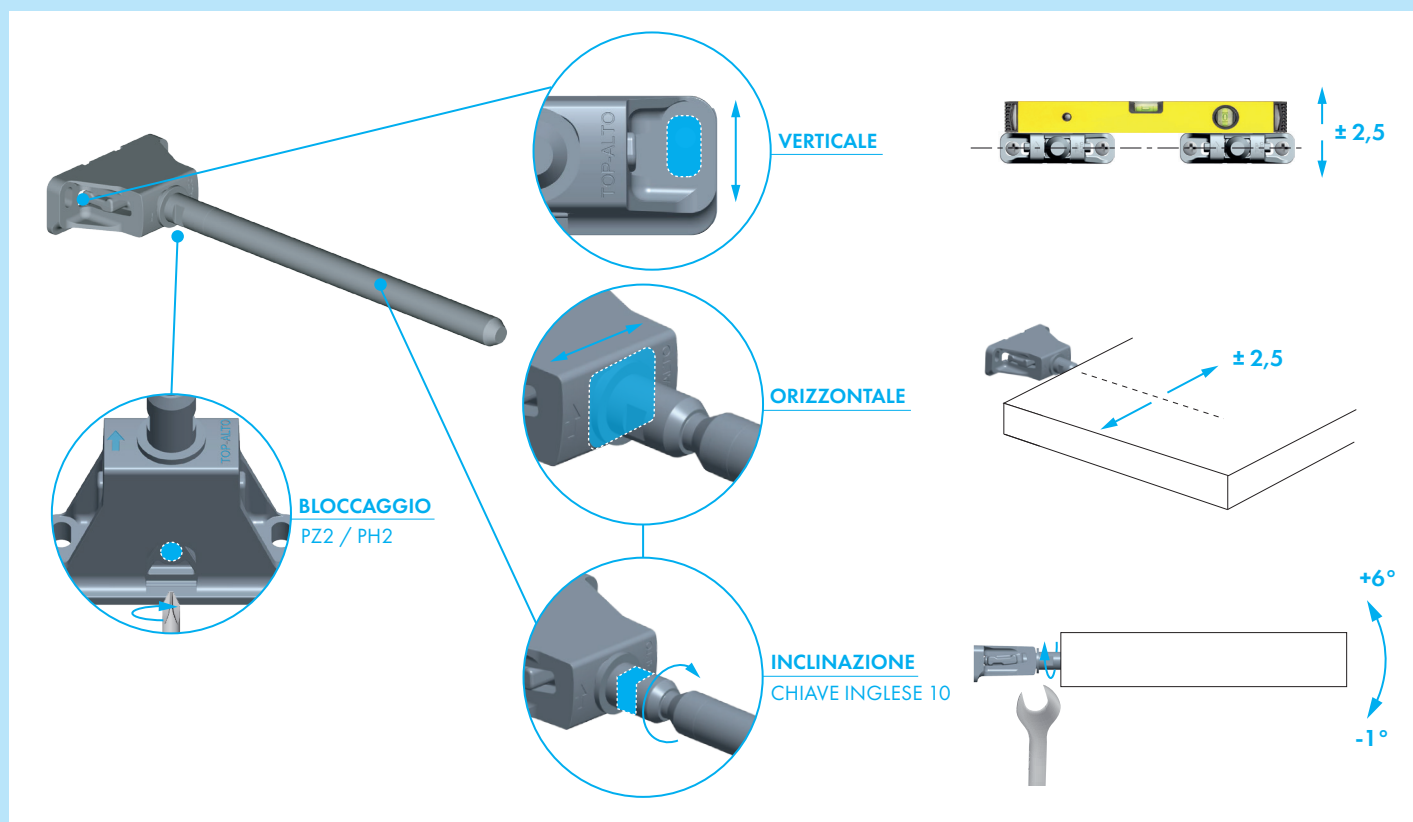 TOP-ALTO
VERTICALE
± 2,5
ORIZZONTALE
± 2,5
TOP-ALTO
BLOCCAGGIO
PZ2 / PH2
INCLINAZIONE
CHIAVE INGLESE 10
+6°
-1°